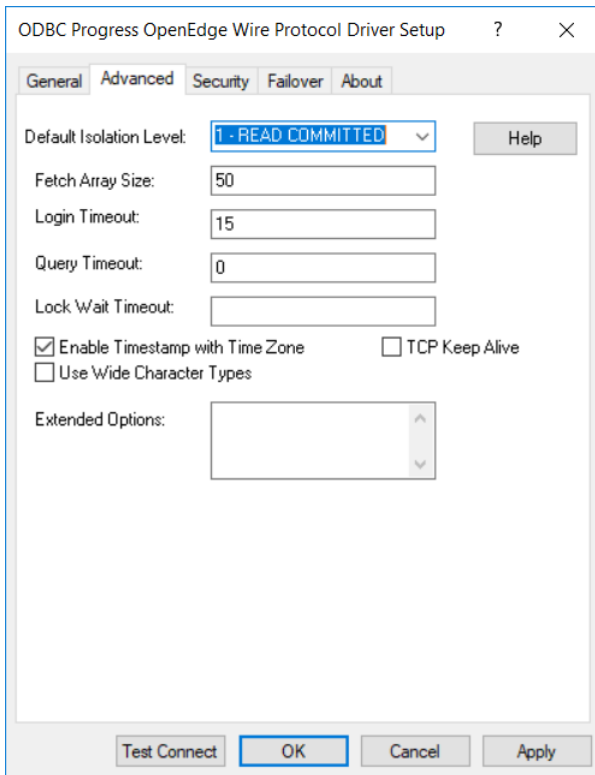 ODBC Progress OpenEdge Wire Protocol Driver Setup ?
General Advanced Security Failover About
Default Isolation Level: 1 - READ COMMITTED Help
Fetch Array Size: 50
Login Timeout: 15
Query Timeout: 0
Lock Wait Timeout:
Enable Timestamp with Time Zone TCP Keep Alive
Use Wide Character Types
Extended Options:
Test Connect OK Cancel Apply